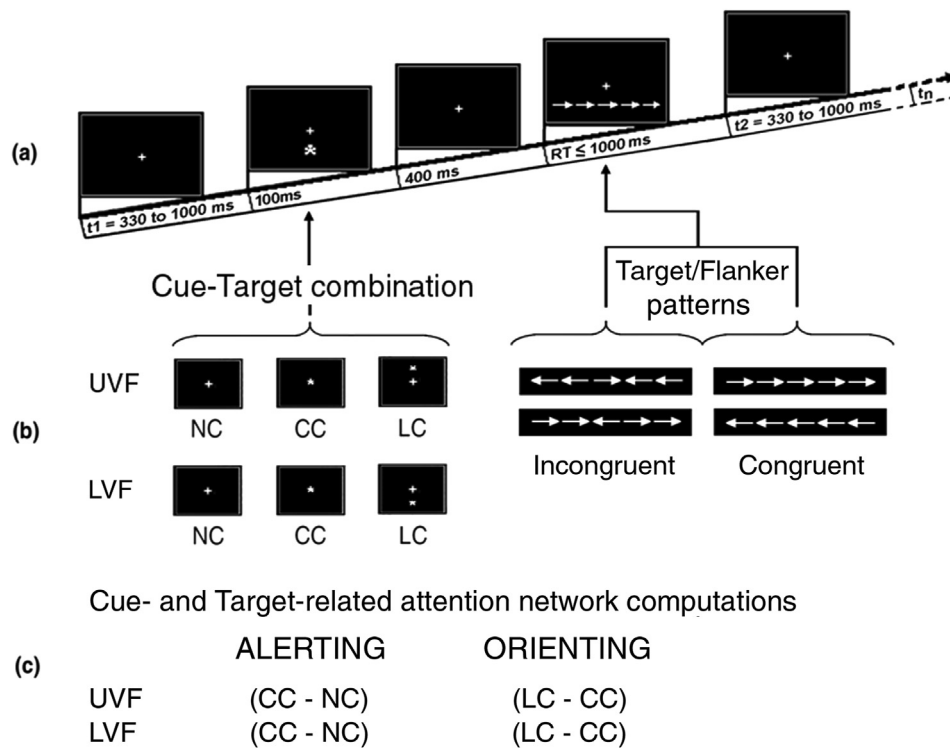 (a)
t1 = 330 to 1000 ms
100ms
400 ms
RT ≤ 1000 ms
t2 = 330 to 1000 ms
tn
Cue-Target combination
Target/Flanker
patterns
(b)
UVF
NC CC LC
LVF
NC CC LC
Incongruent Congruent
Cue- and Target-related attention network computations
(c)
ALERTING ORIENTING
UVF (CC - NC) (LC - CC)
LVF (CC - NC) (LC - CC)